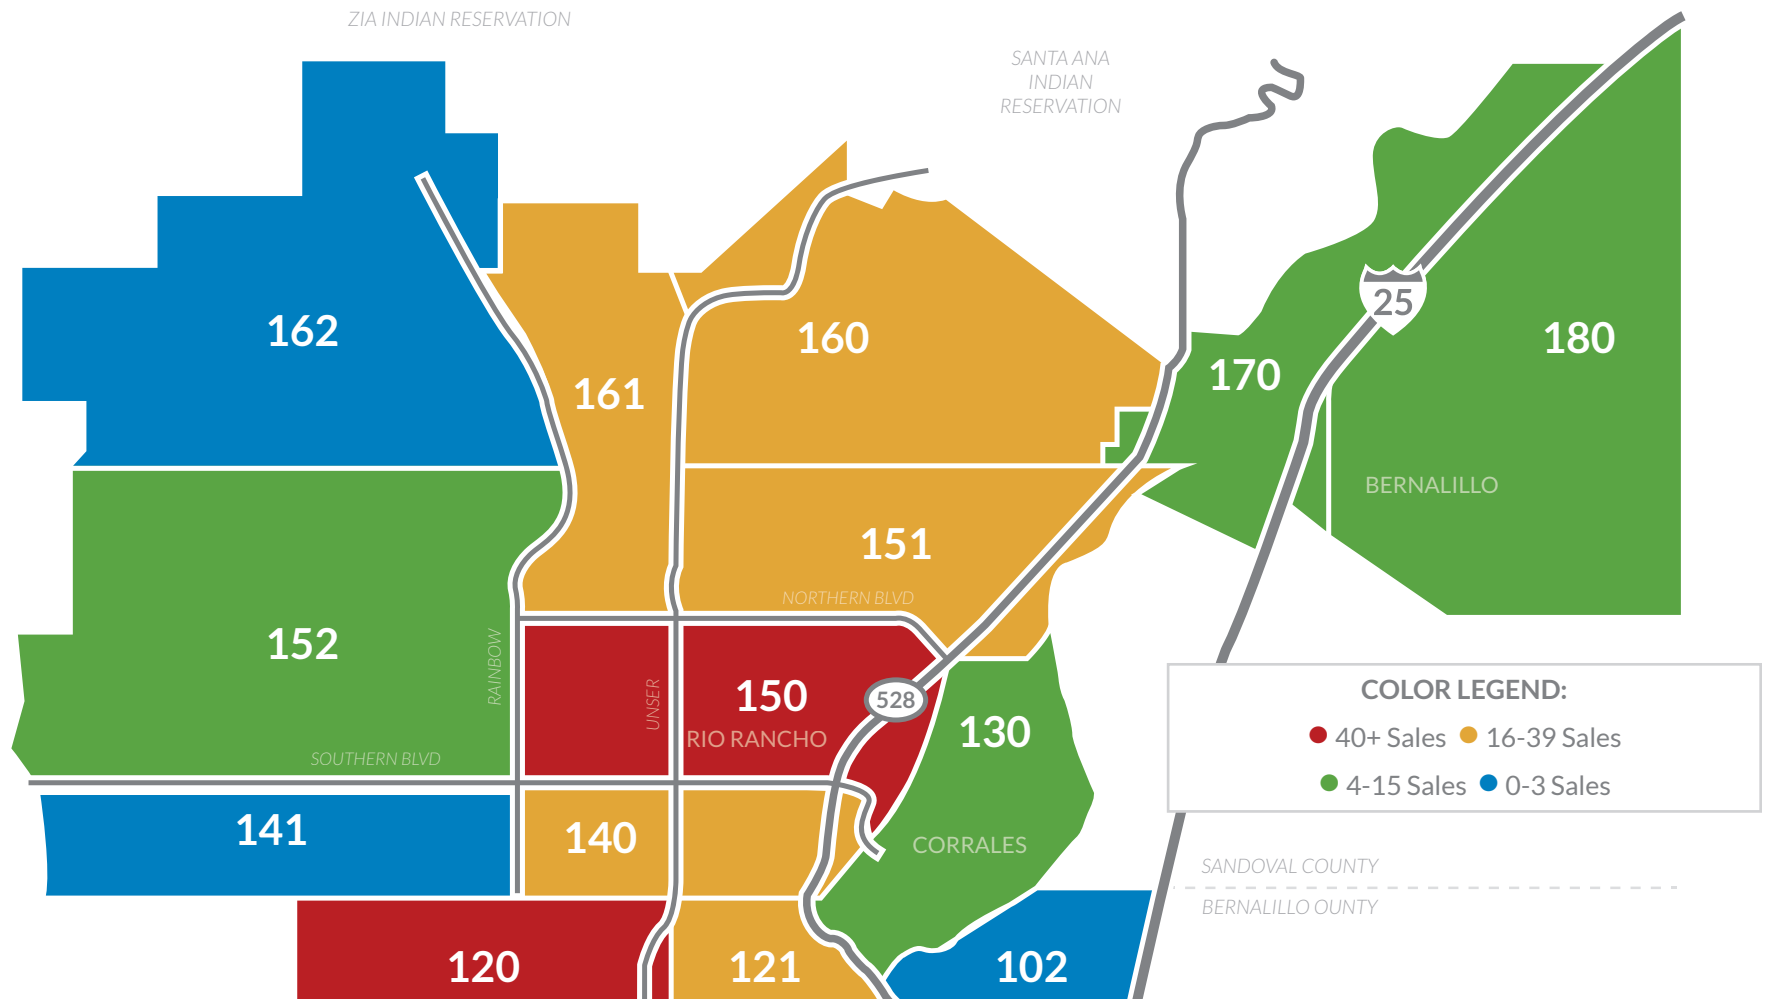 ZIA INDIAN RESERVATION
SANTA ANA
INDIAN
RESERVATION
25
162
160
180
170
161
BERNALILLO
151
NORTHERN BLVD
152
RAINBOW
UNSER
150
528
RIO RANCHO
130
COLOR LEGEND:
40+ Sales 16-39 Sales
4-15 Sales 0-3 Sales
SOUTHERN BLVD
141
140
CORRALES
SANDOVAL COUNTY
BERNALILLO OUNTY
120
121
102